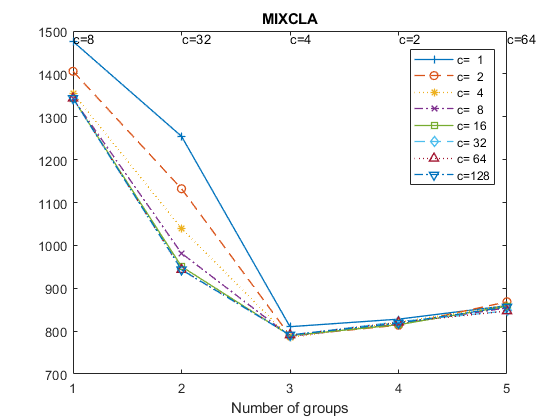 MIXCLA
1500
c=8
c=32
c=4
c=2
c=64
1400
1300
1200
1100
1000
900
800
700
c= 1
c= 2
c= 4
c= 8
c= 16
c= 32
c= 64
c=128
1 2 3 4 5
Number of groups